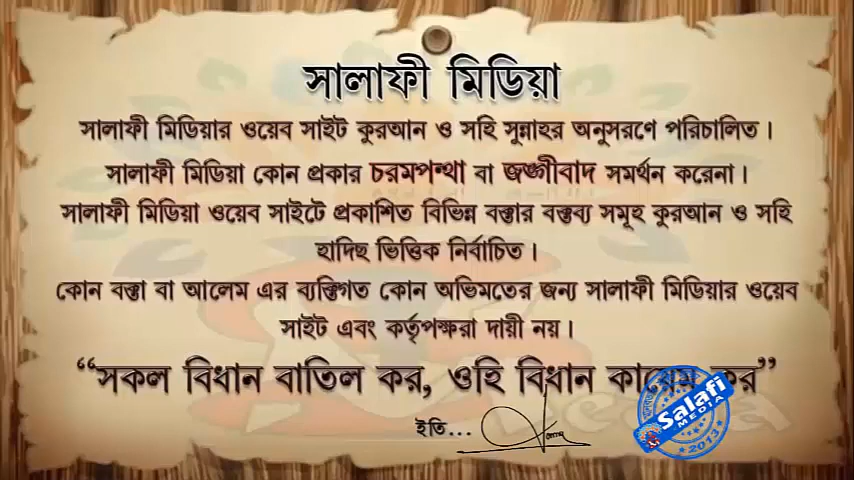 সালাফী মিডিয়া
সালাফী মিডিয়ার ওয়েব সাইট কুরআন ও সহি সুন্নাহর অনুসরণে পরিচালিত।
সালাফী মিডিয়া কোন প্রকার চরমপন্থা বা জঙ্গীবাদ সমর্থন করেনা।
সালাফী মিডিয়া ওয়েব সাইটে প্রকাশিত বিভিন্ন বক্তার বক্তব্য সমূহ কুরআন ও সহি
হাদিছ ভিত্তিক নির্বাচিত।
কোন বক্তা বা আলেম এর ব্যক্তিগত কোন অভিমতের জন্য সালাফী মিডিয়ার ওয়েব
সাইট এবং কর্তৃপক্ষরা দায়ী নয়।
“সকল বিধান বাতিল কর, ওহি বিধান কায়েম কর”
ইতি...
Salafi
MEDIA
2013